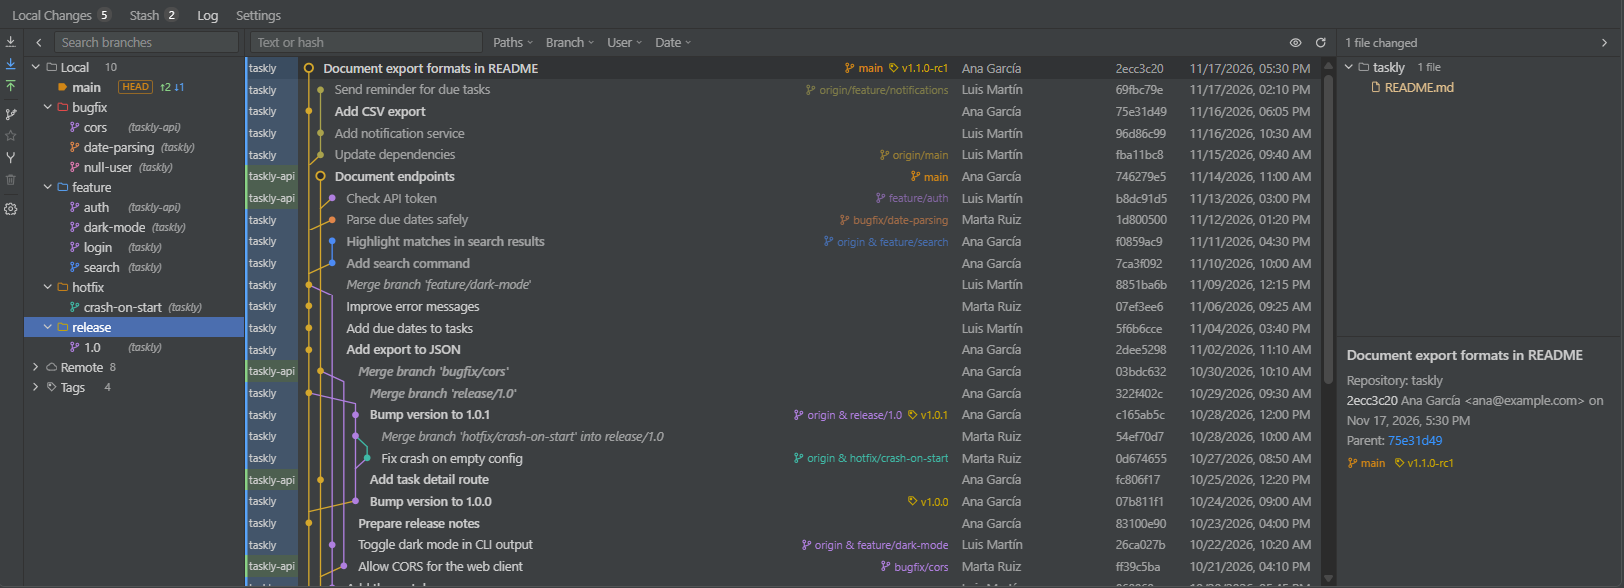 Local Changes 5 Stash 2 Log Settings
Search branches
Text or hash Paths Branch User Date
1 file changed
Local 10
main HEAD ↑2 ↓1
bugfix
cors (taskly-api)
date-parsing (taskly)
null-user (taskly)
feature
auth (taskly-api)
dark-mode (taskly)
login (taskly)
search (taskly)
hotfix
crash-on-start (taskly)
release
1.0 (taskly)
Remote 8
Tags 4
taskly Document export formats in README main v1.1.0-rc1 Ana García 2ecc3c20 11/17/2026, 05:30 PM
taskly Send reminder for due tasks origin/feature/notifications Luis Martín 69fbc79e 11/17/2026, 02:10 PM
taskly Add CSV export Ana García 75e31d49 11/16/2026, 06:05 PM
taskly Add notification service Luis Martín 96d86c99 11/16/2026, 10:30 AM
taskly Update dependencies origin/main Luis Martín fba11bc8 11/15/2026, 09:40 AM
taskly-api Document endpoints main Ana García 746279e5 11/14/2026, 11:00 AM
taskly-api Check API token feature/auth Luis Martín b8dc91d5 11/13/2026, 03:00 PM
taskly Parse due dates safely bugfix/date-parsing Marta Ruiz 1d800500 11/12/2026, 01:20 PM
taskly Highlight matches in search results origin & feature/search Ana García f0859ac9 11/11/2026, 04:30 PM
taskly Add search command Ana García 7ca3f092 11/10/2026, 10:00 AM
taskly Merge branch 'feature/dark-mode' Luis Martín 8851ba6b 11/09/2026, 12:15 PM
taskly Improve error messages Marta Ruiz 07ef3ee6 11/06/2026, 09:25 AM
taskly Add due dates to tasks Luis Martín 5f6b6cce 11/04/2026, 03:40 PM
taskly Add export to JSON Ana García 2dee5298 11/02/2026, 11:10 AM
taskly-api Merge branch 'bugfix/cors' Ana García 03bdc632 10/30/2026, 10:10 AM
taskly Merge branch 'release/1.0' Ana García 322f402c 10/29/2026, 09:30 AM
taskly Bump version to 1.0.1 origin & release/1.0 v1.0.1 Ana García c165ab5c 10/28/2026, 12:00 PM
taskly Merge branch 'hotfix/crash-on-start' into release/1.0 Marta Ruiz 54ef70d7 10/28/2026, 10:00 AM
taskly Fix crash on empty config origin & hotfix/crash-on-start Marta Ruiz 0d674655 10/27/2026, 08:50 AM
taskly-api Add task detail route Ana García fc806f17 10/25/2026, 12:20 PM
taskly Bump version to 1.0.0 v1.0.0 Ana García 07b811f1 10/24/2026, 09:00 AM
taskly Prepare release notes Ana García 83100e90 10/23/2026, 04:00 PM
taskly Toggle dark mode in CLI output origin & feature/dark-mode Luis Martín 26ca027b 10/22/2026, 10:20 AM
taskly-api Allow CORS for the web client bugfix/cors Marta Ruiz ff39c5ba 10/21/2026, 04:10 PM
taskly 1 file
README.md
Document export formats in README
Repository: taskly
2ecc3c20 Ana García <ana@example.com> on
Nov 17, 2026, 5:30 PM
Parent: 75e31d49
main v1.1.0-rc1